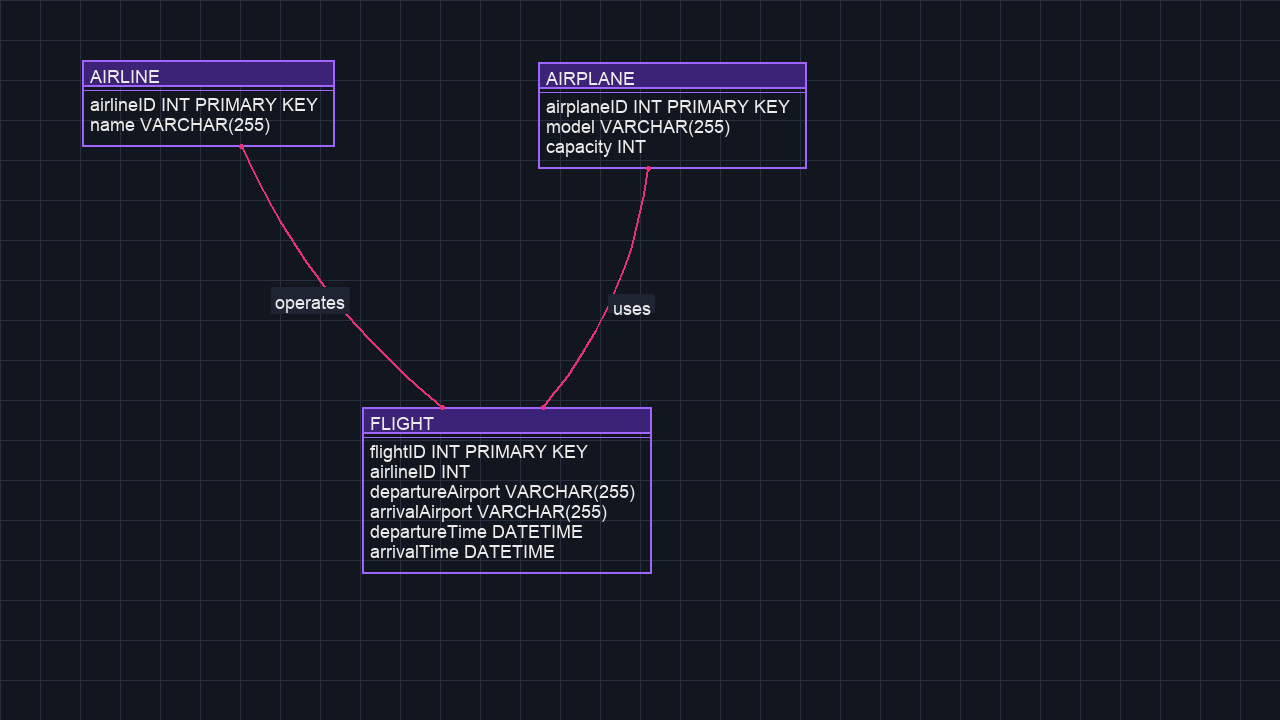 AIRLINE
airlineID INT PRIMARY KEY
name VARCHAR(255)
AIRPLANE
airplaneID INT PRIMARY KEY
model VARCHAR(255)
capacity INT
operates
uses
FLIGHT
flightID INT PRIMARY KEY
airlineID INT
departureAirport VARCHAR(255)
arrivalAirport VARCHAR(255)
departureTime DATETIME
arrivalTime DATETIME